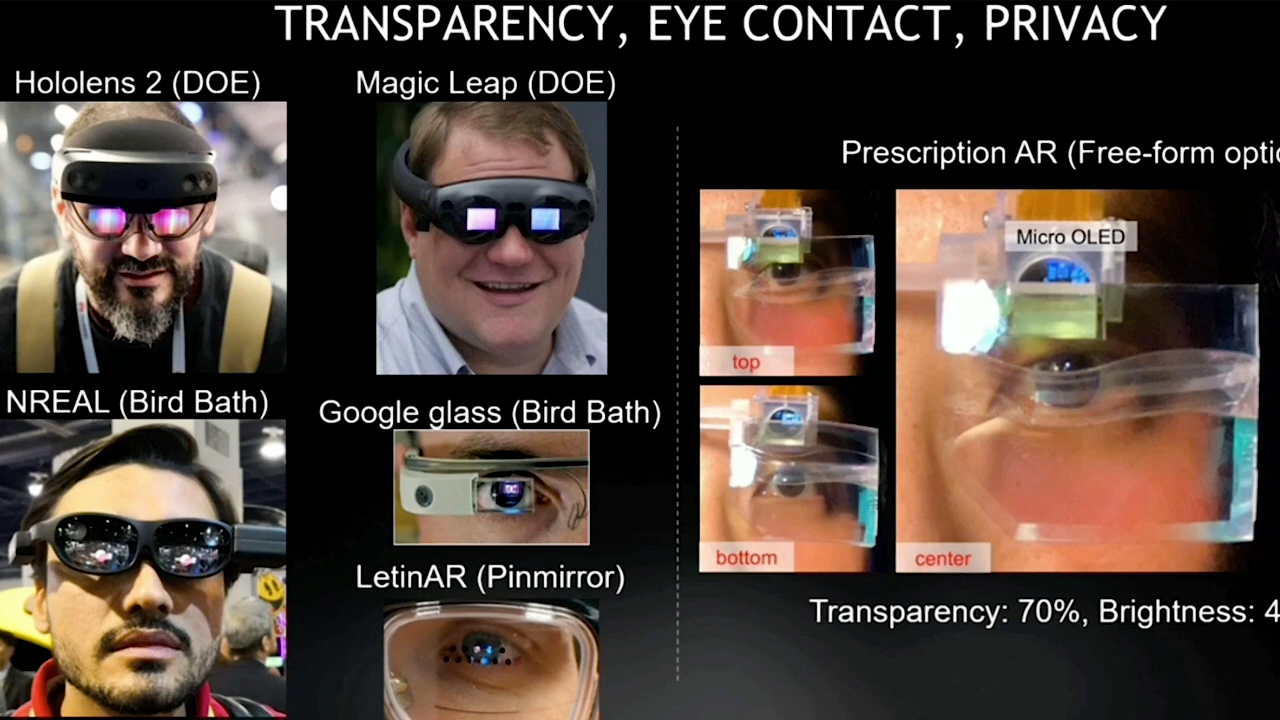 TRANSPARENCY, EYE CONTACT, PRIVACY
Hololens 2 (DOE)
Magic Leap (DOE)
NREAL (Bird Bath)
Google glass (Bird Bath)
LetinAR (Pinmirror)
Prescription AR (Free-form optic
Micro OLED
top
bottom
center
Transparency: 70%, Brightness: 4